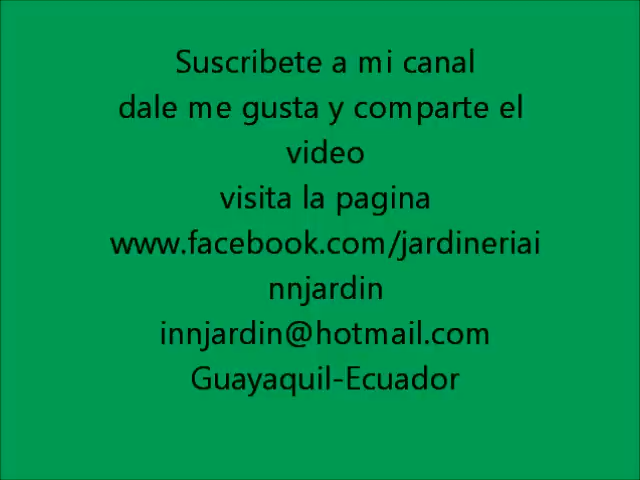 Suscribete a mi canal
dale me gusta y comparte el
video
visita la pagina
www.facebook.com/jardineriai
nnjardin
innjardin@hotmail.com
Guayaquil-Ecuador